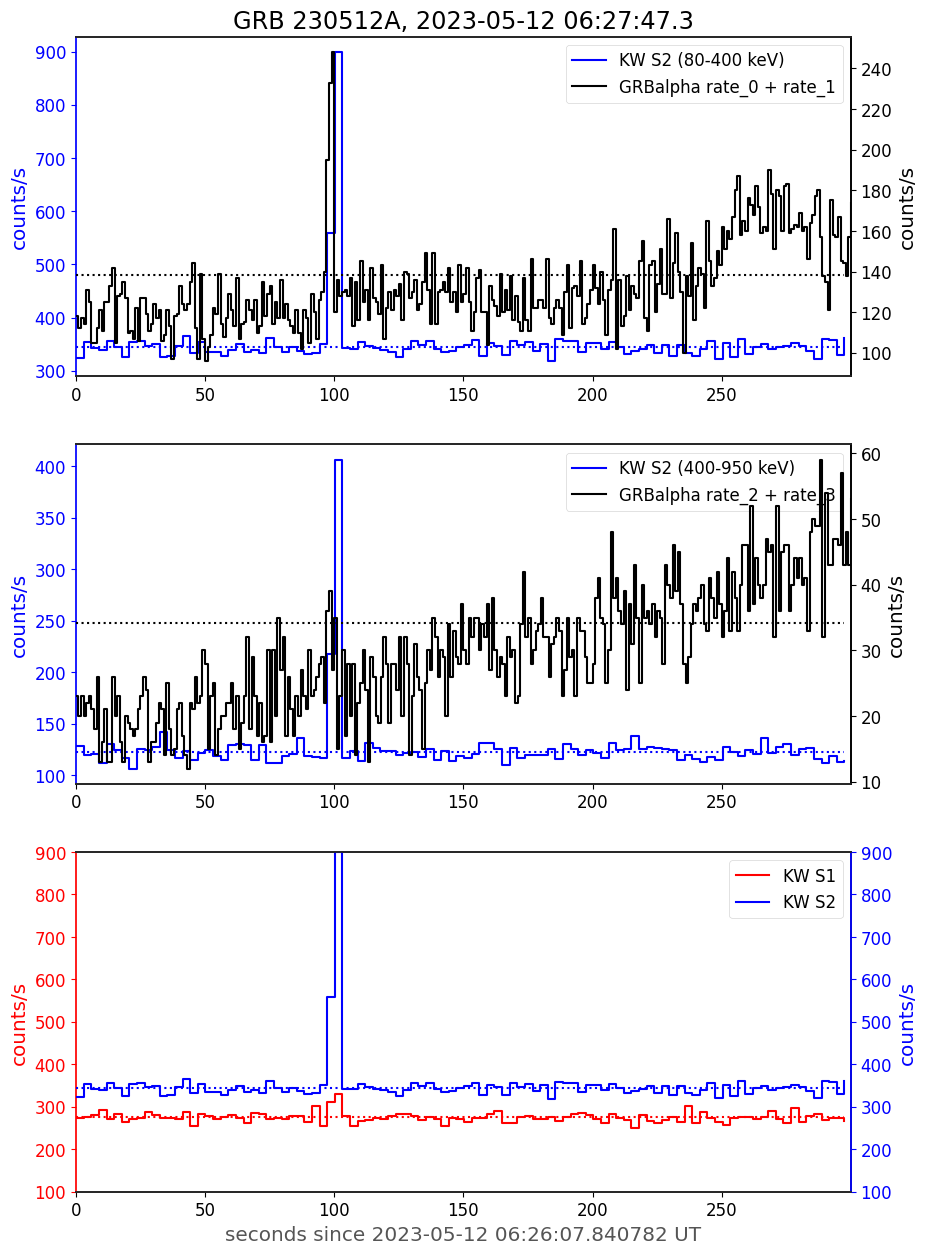 GRB 230512A, 2023-05-12 06:27:47.3
900
800
700
600
500
400
300
counts/s
KW S2 (80-400 keV)
GRBalpha rate_0 + rate_1
240
220
200
180
160
140
120
100
counts/s
0 50 100 150 200 250
400
350
300
250
200
150
100
counts/s
KW S2 (400-950 keV)
GRBalpha rate_2 + rate_3
60
50
40
30
20
10
counts/s
0 50 100 150 200 250
900
800
700
600
500
400
300
200
100
counts/s
KW S1
KW S2
900
800
700
600
500
400
300
200
100
counts/s
0 50 100 150 200 250
seconds since 2023-05-12 06:26:07.840782 UT